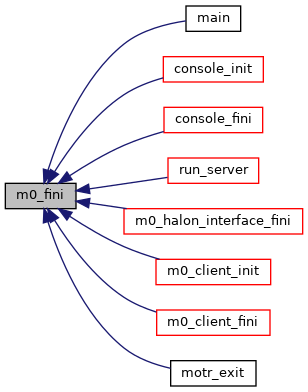 main
console_init
console_fini
run_server
m0_fini
m0_halon_interface_fini
m0_client_init
m0_client_fini
motr_exit